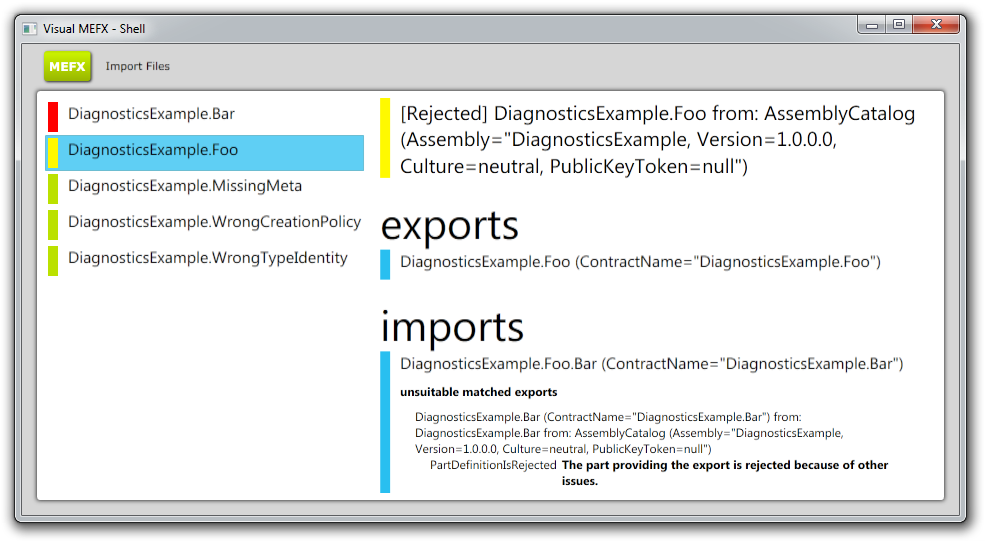 Visual MEFX - Shell
MEFX Import Files
DiagnosticsExample.Bar
DiagnosticsExample.Foo
DiagnosticsExample.MissingMeta
DiagnosticsExample.WrongCreationPolicy
DiagnosticsExample.WrongTypeIdentity
[Rejected] DiagnosticsExample.Foo from: AssemblyCatalog
(Assembly="DiagnosticsExample, Version=1.0.0.0,
Culture=neutral, PublicKeyToken=null")
exports
DiagnosticsExample.Foo (ContractName="DiagnosticsExample.Foo")
imports
DiagnosticsExample.Foo.Bar (ContractName="DiagnosticsExample.Bar")
unsuitable matched exports
DiagnosticsExample.Bar (ContractName="DiagnosticsExample.Bar") from:
DiagnosticsExample.Bar from: AssemblyCatalog (Assembly="DiagnosticsExample,
Version=1.0.0.0, Culture=neutral, PublicKeyToken=null")
PartDefinitionIsRejected The part providing the export is rejected because of other
issues.